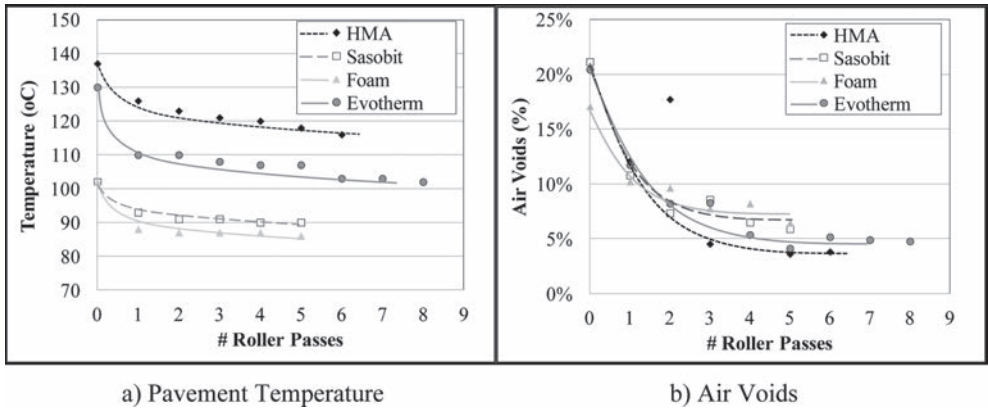 150
140
130
120
110
100
90
80
70
Temperature (oC)
HMA
Sasobit
Foam
Evotherm
0 1 2 3 4 5 6 7 8 9
# Roller Passes
25%
20%
15%
10%
5%
0%
Air Voids (%)
HMA
Sasobit
Foam
Evotherm
0 1 2 3 4 5 6 7 8 9
# Roller Passes
a) Pavement Temperature
b) Air Voids